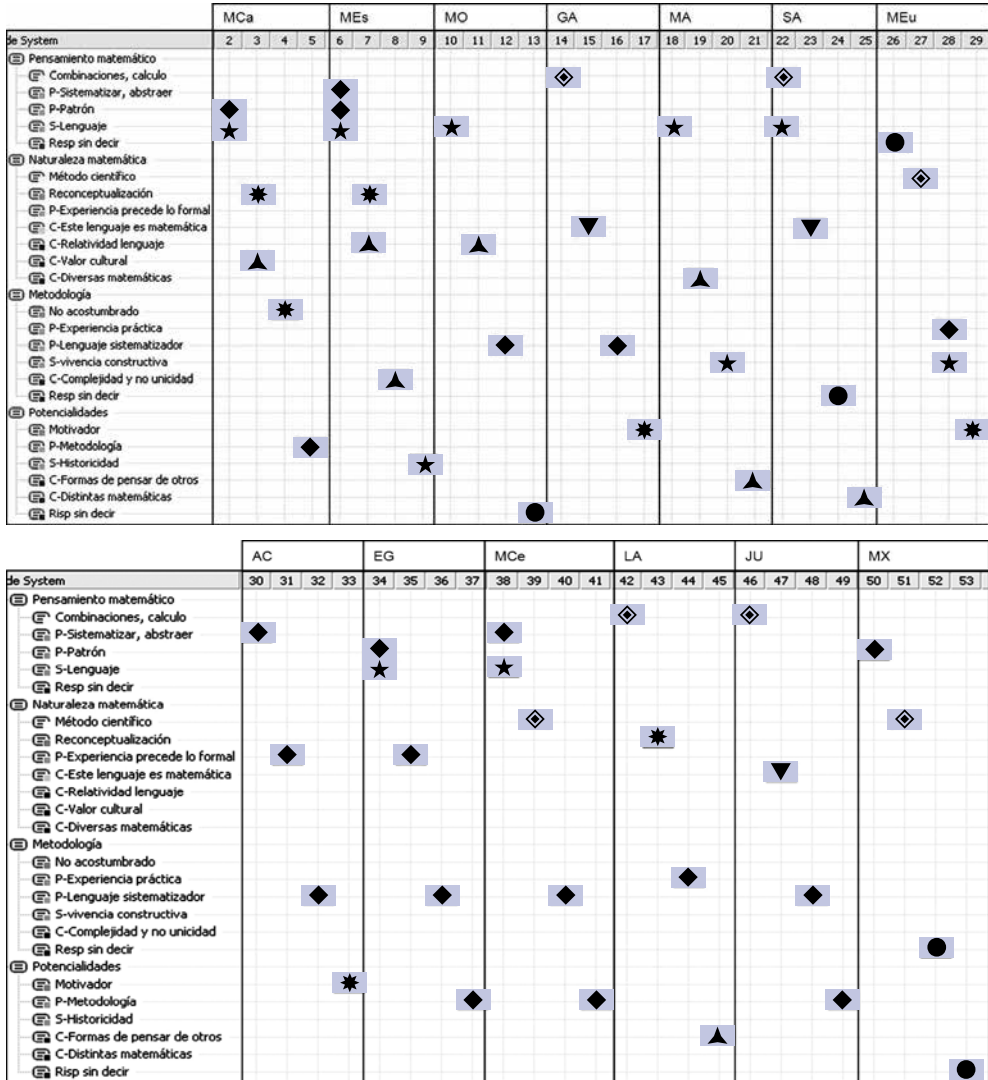 MCa MEs MO GA MA SA MEu
de System 2 3 4 5 6 7 8 9 10 11 12 13 14 15 16 17 18 19 20 21 22 23 24 25 26 27 28 29
Pensamiento matemático
Combinaciones, calculo
P-Sistematizar, abstraer
P-Patrón
S-Lenguaje
Resp sin decir
Naturaleza matemática
Método científico
Reconceptualización
P-Experiencia precede lo formal
C-Este lenguaje es matemática
C-Relatividad lenguaje
C-Valor cultural
C-Diversas matemáticas
Metodología
No acostumbrado
P-Experiencia práctica
P-Lenguaje sistematizador
S-vivencia constructiva
C-Complejidad y no unicidad
Resp sin decir
Potencialidades
Motivador
P-Metodología
S-Historicidad
C-Formas de pensar de otros
C-Distintas matemáticas
Risp sin decir
AC EG MCe LA JU MX
de System 30 31 32 33 34 35 36 37 38 39 40 41 42 43 44 45 46 47 48 49 50 51 52 53
Pensamiento matemático
Combinaciones, calculo
P-Sistematizar, abstraer
P-Patrón
S-Lenguaje
Resp sin decir
Naturaleza matemática
Método científico
Reconceptualización
P-Experiencia precede lo formal
C-Este lenguaje es matemática
C-Relatividad lenguaje
C-Valor cultural
C-Diversas matemáticas
Metodología
No acostumbrado
P-Experiencia práctica
P-Lenguaje sistematizador
S-vivencia constructiva
C-Complejidad y no unicidad
Resp sin decir
Potencialidades
Motivador
P-Metodología
S-Historicidad
C-Formas de pensar de otros
C-Distintas matemáticas
Risp sin decir